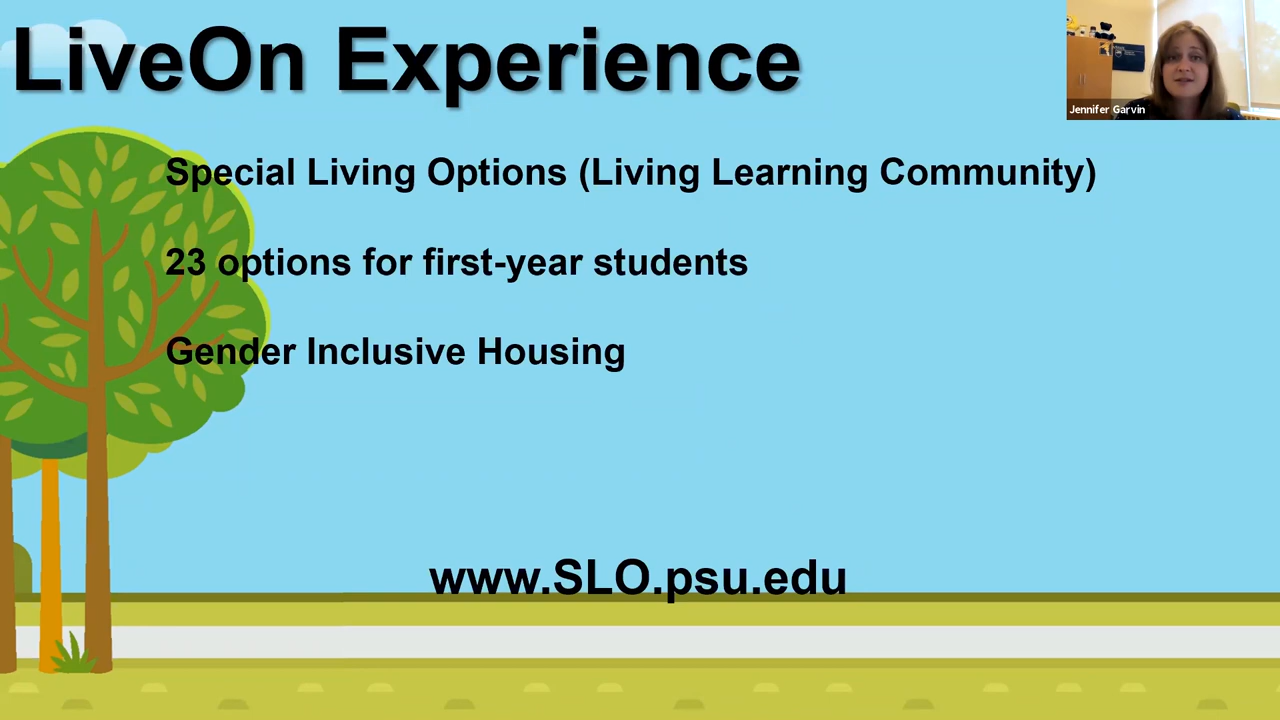 LiveOn Experience
Jennifer Garvin
Special Living Options (Living Learning Community)
23 options for first-year students
Gender Inclusive Housing
www.SLO.psu.edu